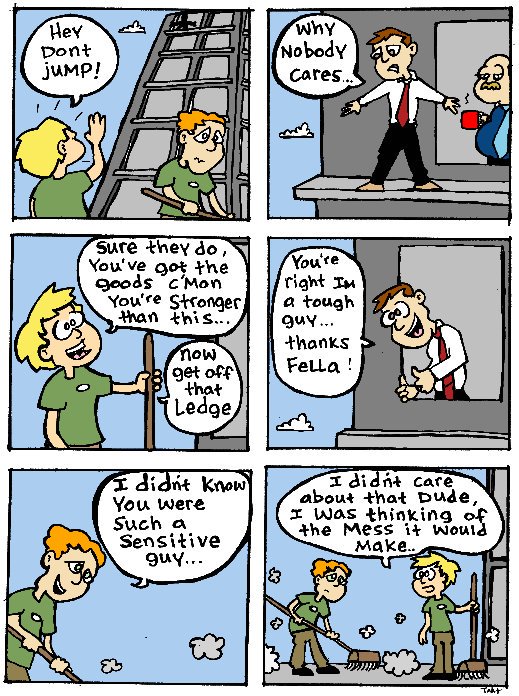 Hey
Dont
jump!
Why
Nobody
cares...
Sure they do,
You've got the
goods c'mon
You're Stronger
than this...
now
get off
that
Ledge
You're
right Im
a tough
guy...
thanks
Fella!
I didn't know
You were
Such a
Sensitive
guy...
I didn't care
about that Dude,
I was thinking of
the Mess it would
Make..